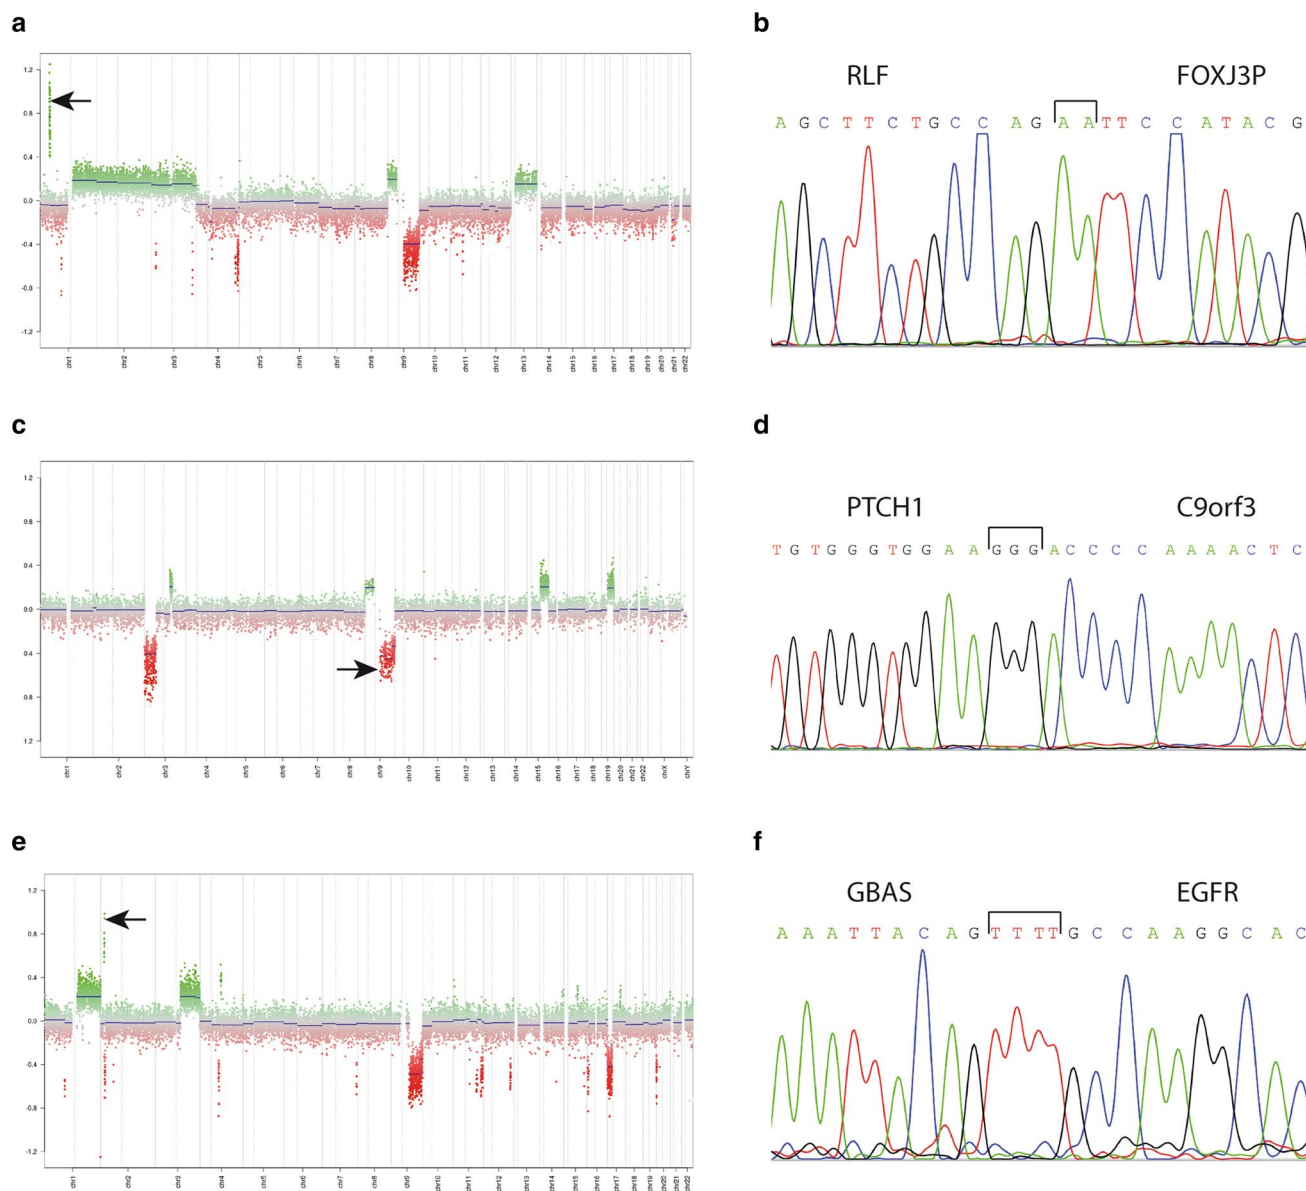 a
1.2
0.8
0.4
0.0
-0.4
-0.8
-1.2
chr1 chr2 chr3 chr4 chr5 chr6 chr7 chr8 chr9 chr10 chr11 chr12 chr13 chr14 chr15 chr16 chr17 chr18 chr19 chr20 chr21 chr22
b
RLF FOXJ3P
A G C T T C T G C C A G A A T T C C A T A C G
c
1.2
0.8
0.4
0.0
0.4
0.8
1.2
chr1 chr2 chr3 chr4 chr5 chr6 chr7 chr8 chr9 chr10 chr11 chr12 chr13 chr14 chr15 chr16 chr17 chr18 chr19 chr20 chr21 chr22 chrX chrY
d
PTCH1 C9orf3
T G T G G G T G G A A G G G A C C C C A A A A C T C
e
1.2
0.8
0.4
0.0
-0.4
-0.8
-1.2
chr1 chr2 chr3 chr4 chr5 chr6 chr7 chr8 chr9 chr10 chr11 chr12 chr13 chr14 chr15 chr16 chr17 chr18 chr19 chr20 chr21 chr22
f
GBAS EGFR
A A A T T A C A G T T T T G C C A A G G C A C